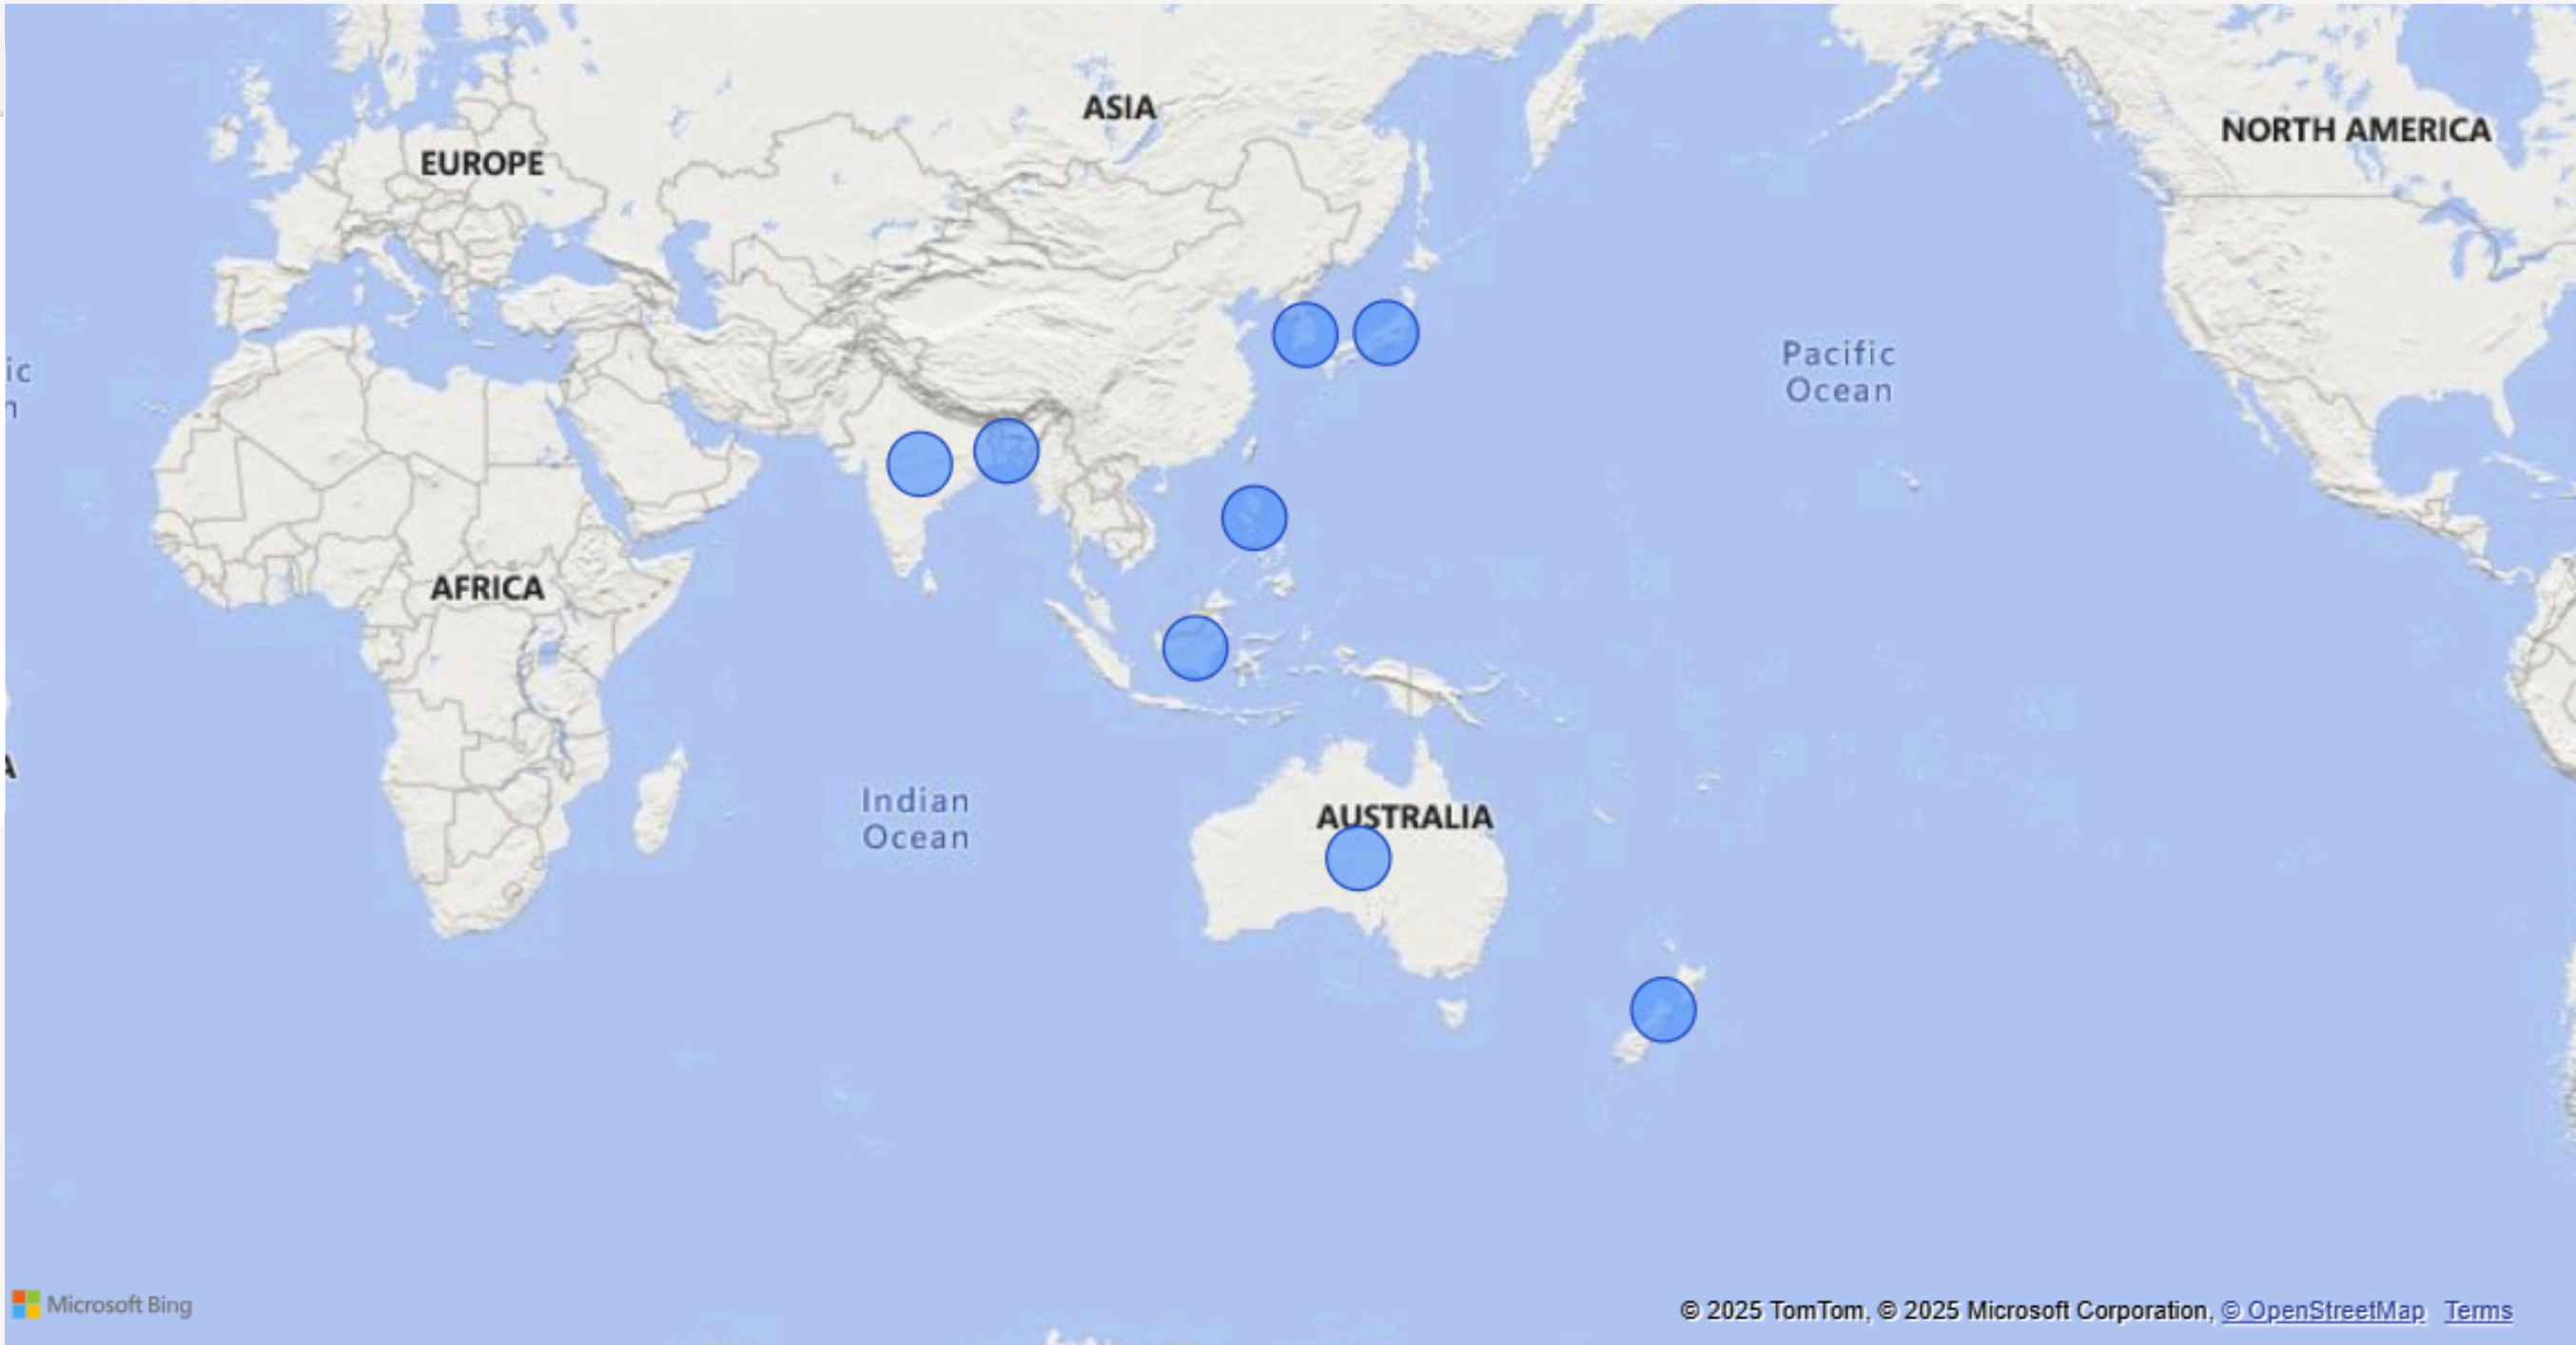 ASIA
NORTH AMERICA
EUROPE
Pacific
Ocean
ic
n
AFRICA
A
Indian
Ocean
AUSTRALIA
Microsoft Bing
© 2025 TomTom, © 2025 Microsoft Corporation, © OpenStreetMap Terms